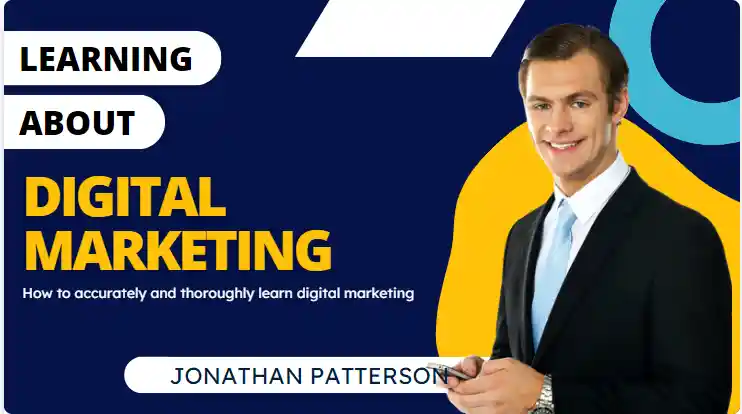 LEARNING
ABOUT
DIGITAL
MARKETING
How to accurately and thoroughly learn digital marketing
JONATHAN PATTERSON